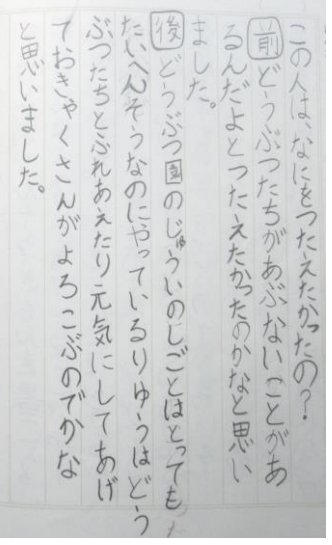 この人は、なにをつたえたかったの？
前 どうぶつたちがあぶないことがあ
るんだよとつたえたかったのかなと思い
ました。
後 どうぶつ園のじゅういのしごとはとっても
たいへんそうなのにやっているりゆうはどう
ぶつたちとふれあえたり元気にしてあげ
ておきゃくさんがよろこぶのでかな
と思いました。